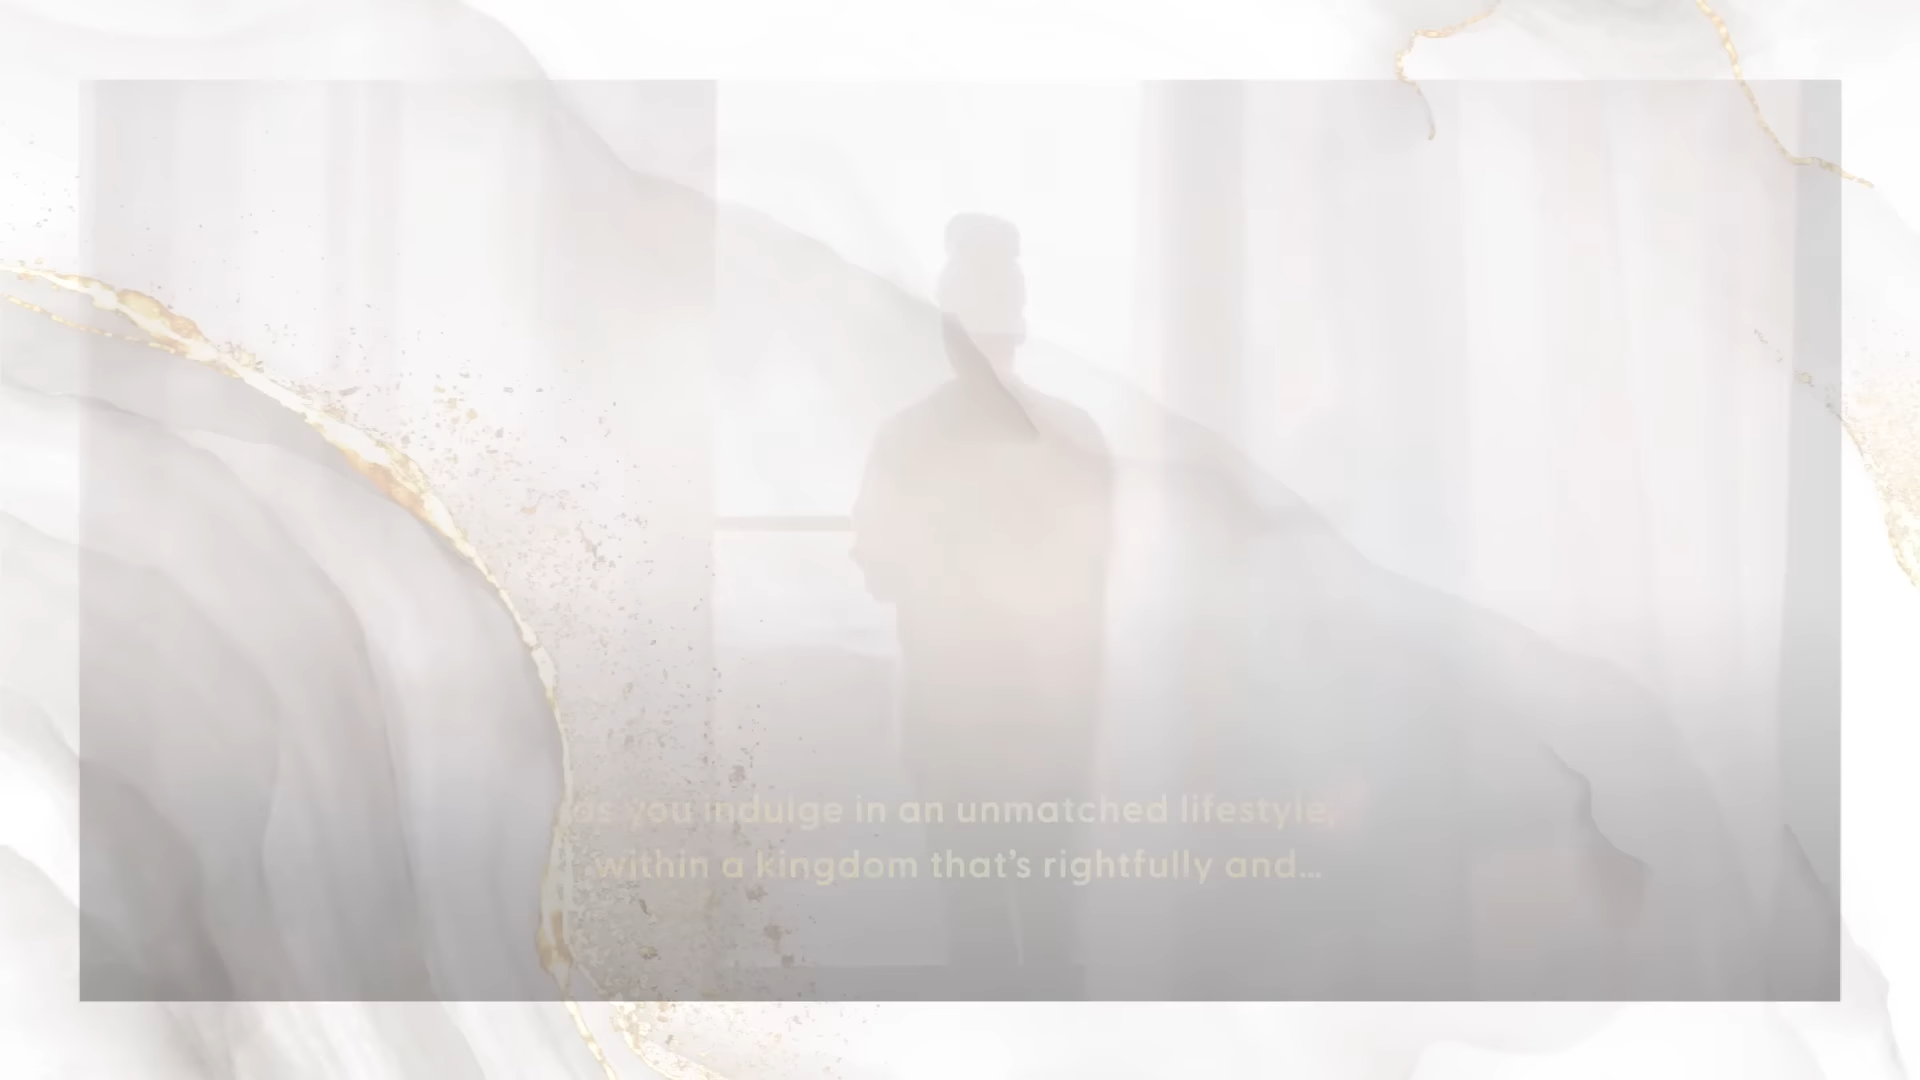 as you indulge in an unmatched lifestyle,
within a kingdom that's rightfully and...